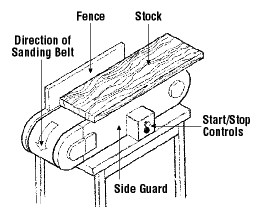 Fence
Stock
Direction of
Sanding Belt
Start/Stop
Controls
Side Guard